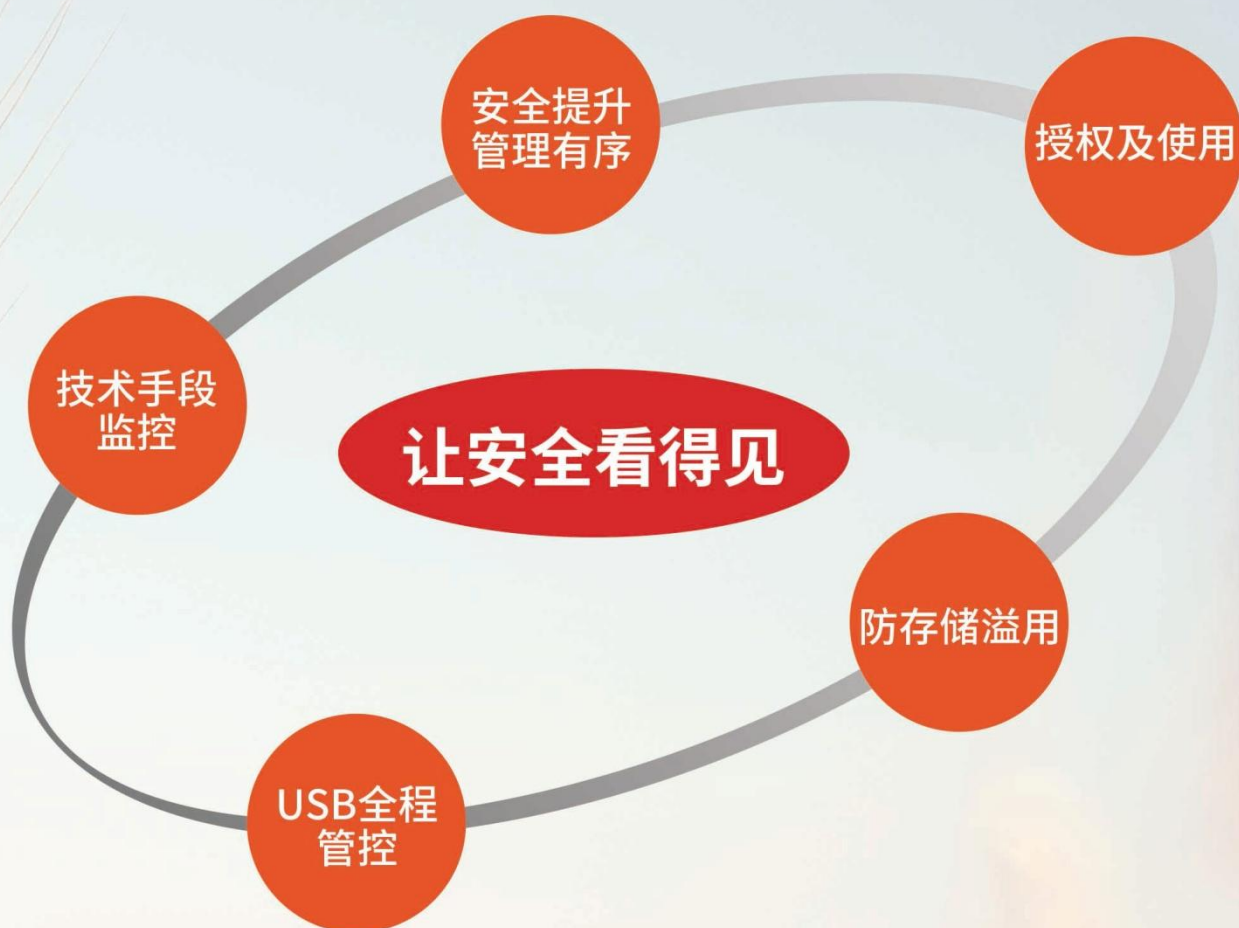 安全提升
管理有序
授权及使用
技术手段
监控
让安全看得见
防存储溢用
USB全程
管控